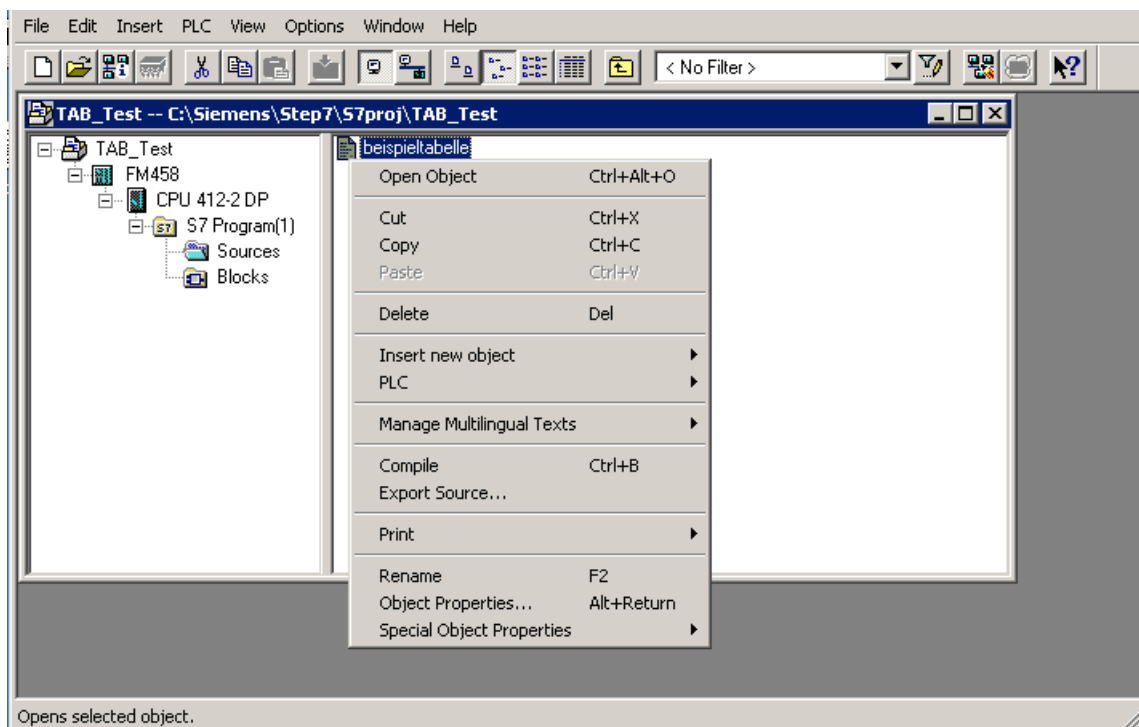 File Edit Insert PLC View Options Window Help
< No Filter >
TAB_Test -- C:\Siemens\Step7\S7proj\TAB_Test
TAB_Test
FM458
CPU 412-2 DP
S7 Program(1)
Sources
Blocks
beispieltabelle
Open Object Ctrl+Alt+O
Cut Ctrl+X
Copy Ctrl+C
Paste Ctrl+V
Delete Del
Insert new object
PLC
Manage Multilingual Texts
Compile Ctrl+B
Export Source...
Print
Rename F2
Object Properties... Alt+Return
Special Object Properties
Opens selected object.